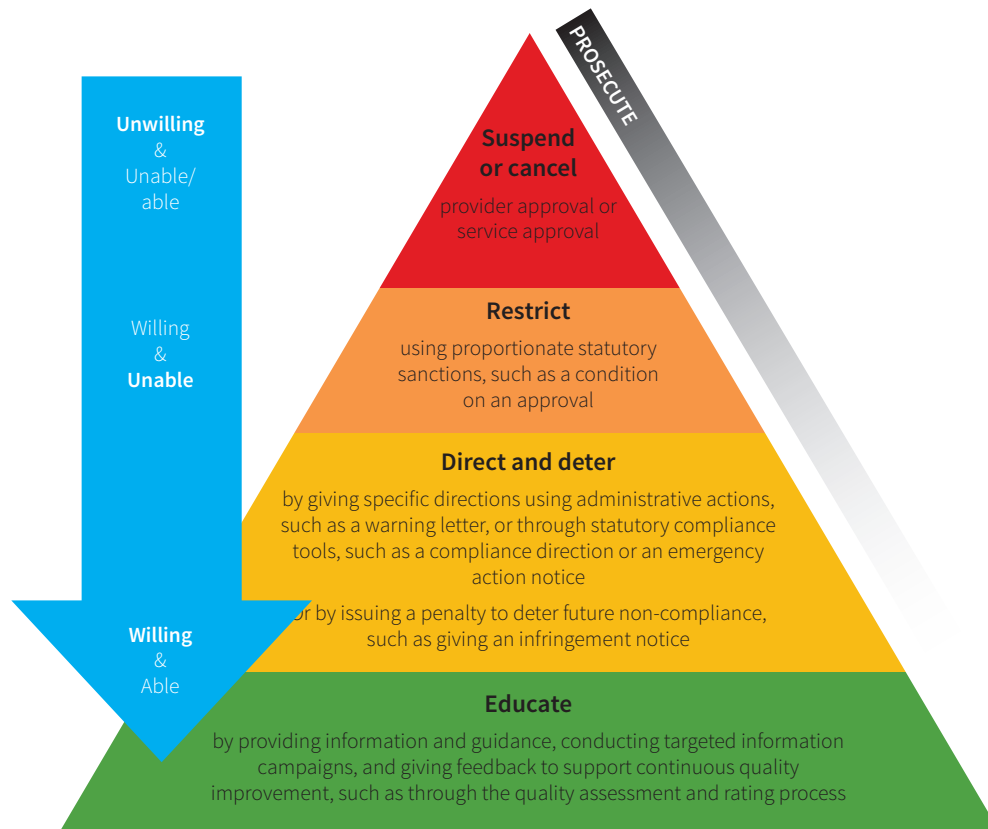 PROSECUTE
Unwilling
&
Unable/
able
Willing
&
Unable
Willing
&
Able
Suspend
or cancel
provider approval or
service approval
Restrict
using proportionate statutory
sanctions, such as a condition
on an approval
Direct and deter
by giving specific directions using administrative actions,
such as a warning letter, or through statutory compliance
tools, such as a compliance direction or an emergency
action notice
Or by issuing a penalty to deter future non-compliance,
such as giving an infringement notice
Educate
by providing information and guidance, conducting targeted information
campaigns, and giving feedback to support continuous quality
improvement, such as through the quality assessment and rating process